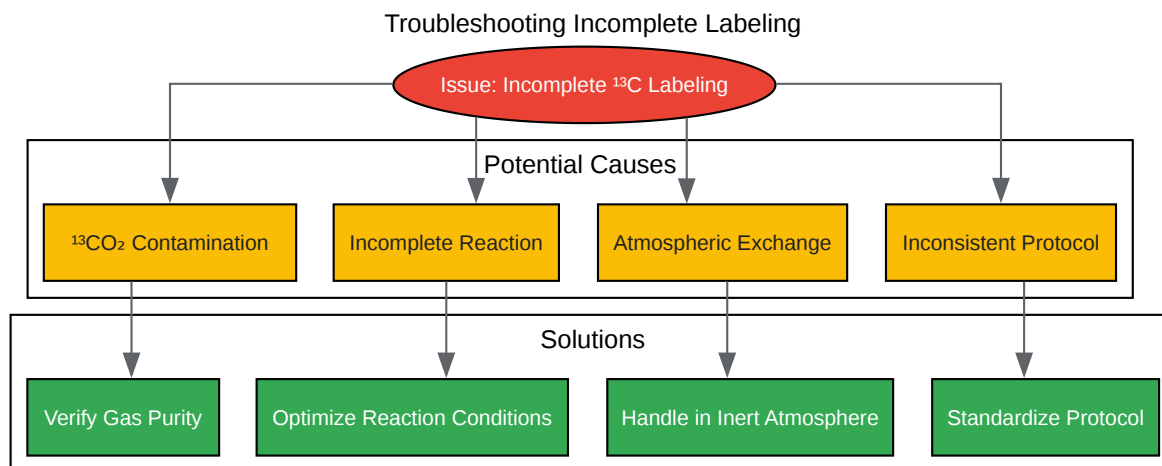 Troubleshooting Incomplete Labeling
Issue: Incomplete ¹³C Labeling
Potential Causes
¹³CO₂ Contamination
Incomplete Reaction
Atmospheric Exchange
Inconsistent Protocol
Solutions
Verify Gas Purity
Optimize Reaction Conditions
Handle in Inert Atmosphere
Standardize Protocol